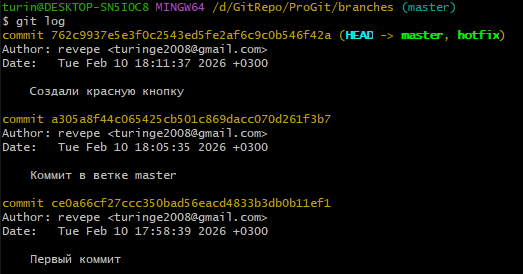 turin@DESKTOP-SN5IOC8 MINGW64 /d/GitRepo/ProGit/branches (master)
$ git log
commit 762c9937e5e3f0c2543ed5fe2af6c9c0b546f42a (HEAD -> master, hotfix)
Author: revepe <turinge2008@gmail.com>
Date:   Tue Feb 10 18:11:37 2026 +0300
Создали красную кнопку
commit a305a8f44c065425cb501c869dacc070d261f3b7
Author: revepe <turinge2008@gmail.com>
Date:   Tue Feb 10 18:05:35 2026 +0300
Коммит в ветке master
commit ce0a66cf27ccc350bad56eacd4833b3db0b11ef1
Author: revepe <turinge2008@gmail.com>
Date:   Tue Feb 10 17:58:39 2026 +0300
Первый коммит